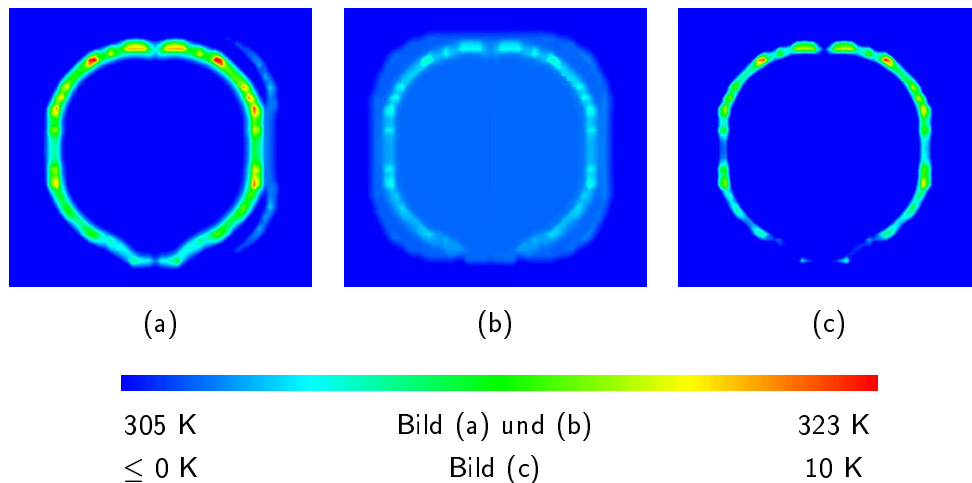 (a) (b) (c)
305 K Bild (a) und (b) 323 K
≤ 0 K Bild (c) 10 K